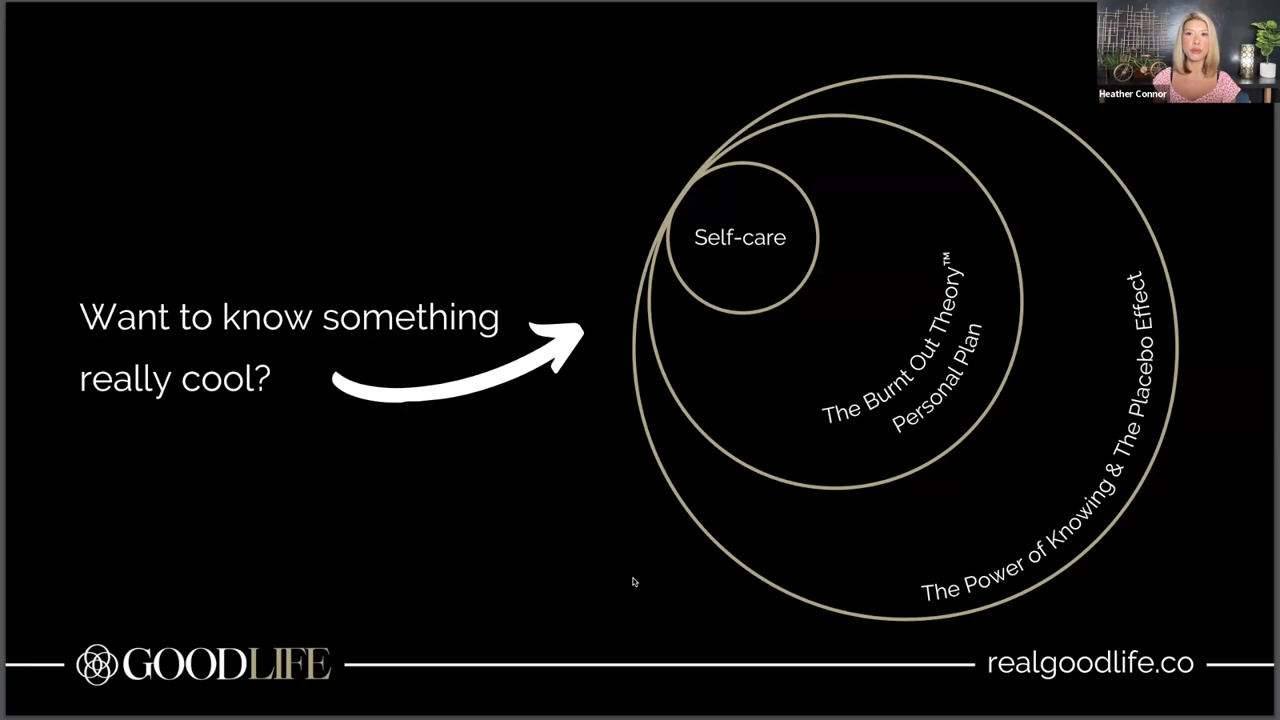 Heather Connor
Self-care
Want to know something
really cool?
The Burnt Out Theory™
Personal Plan
The Power of Knowing & The Placebo Effect
GOODLIFE
realgoodlife.co